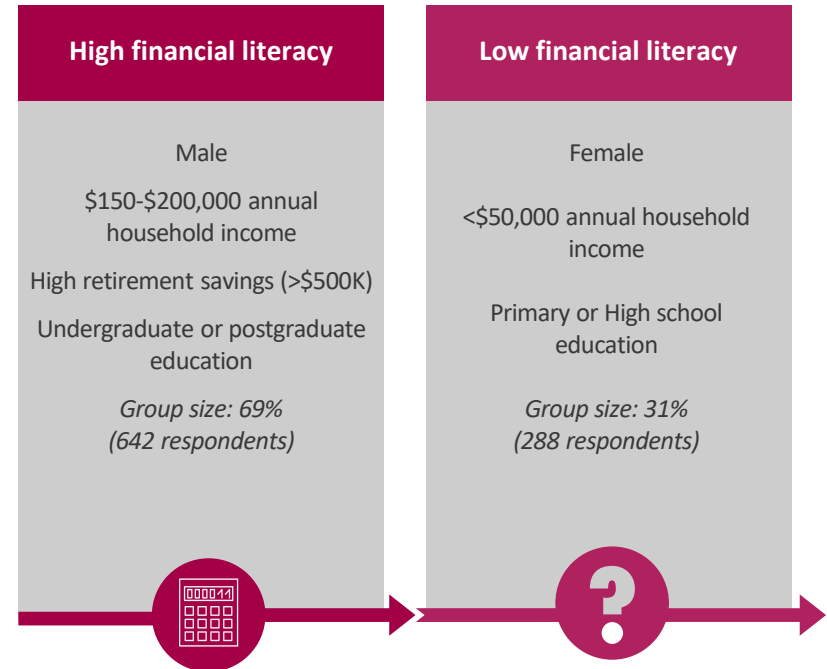 High financial literacy
Male
$150-$200,000 annual
household income
High retirement savings (>$500K)
Undergraduate or postgraduate
education
Group size: 69%
(642 respondents)
000011
Low financial literacy
Female
<$50,000 annual household
income
Primary or High school
education
Group size: 31%
(288 respondents)
?